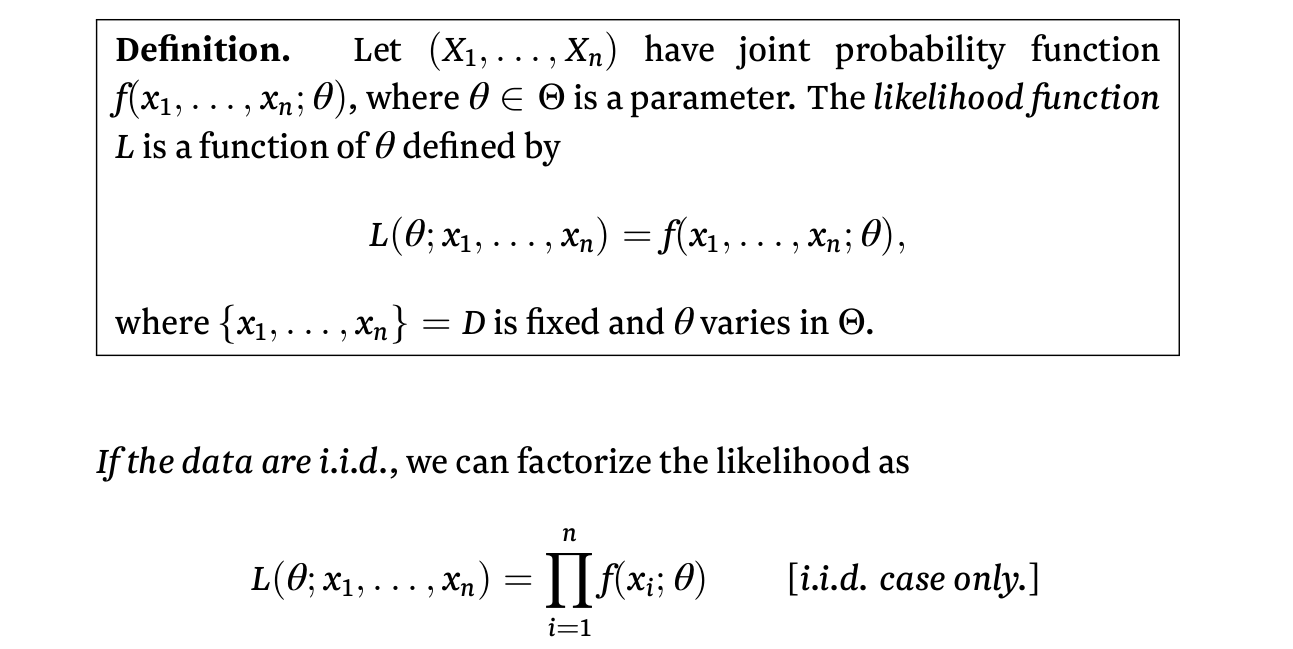 Definition. Let (X₁, . . . , Xₙ) have joint probability function
f(x₁, . . . , xₙ; θ), where θ ∈ Θ is a parameter. The likelihood function
L is a function of θ defined by
L(θ; x₁, . . . , xₙ) = f(x₁, . . . , xₙ; θ),
where {x₁, . . . , xₙ} = D is fixed and θ varies in Θ.
If the data are i.i.d., we can factorize the likelihood as
L(θ; x₁, . . . , xₙ) = ∏ᵢ₌₁ⁿ f(xᵢ; θ) [i.i.d. case only.]